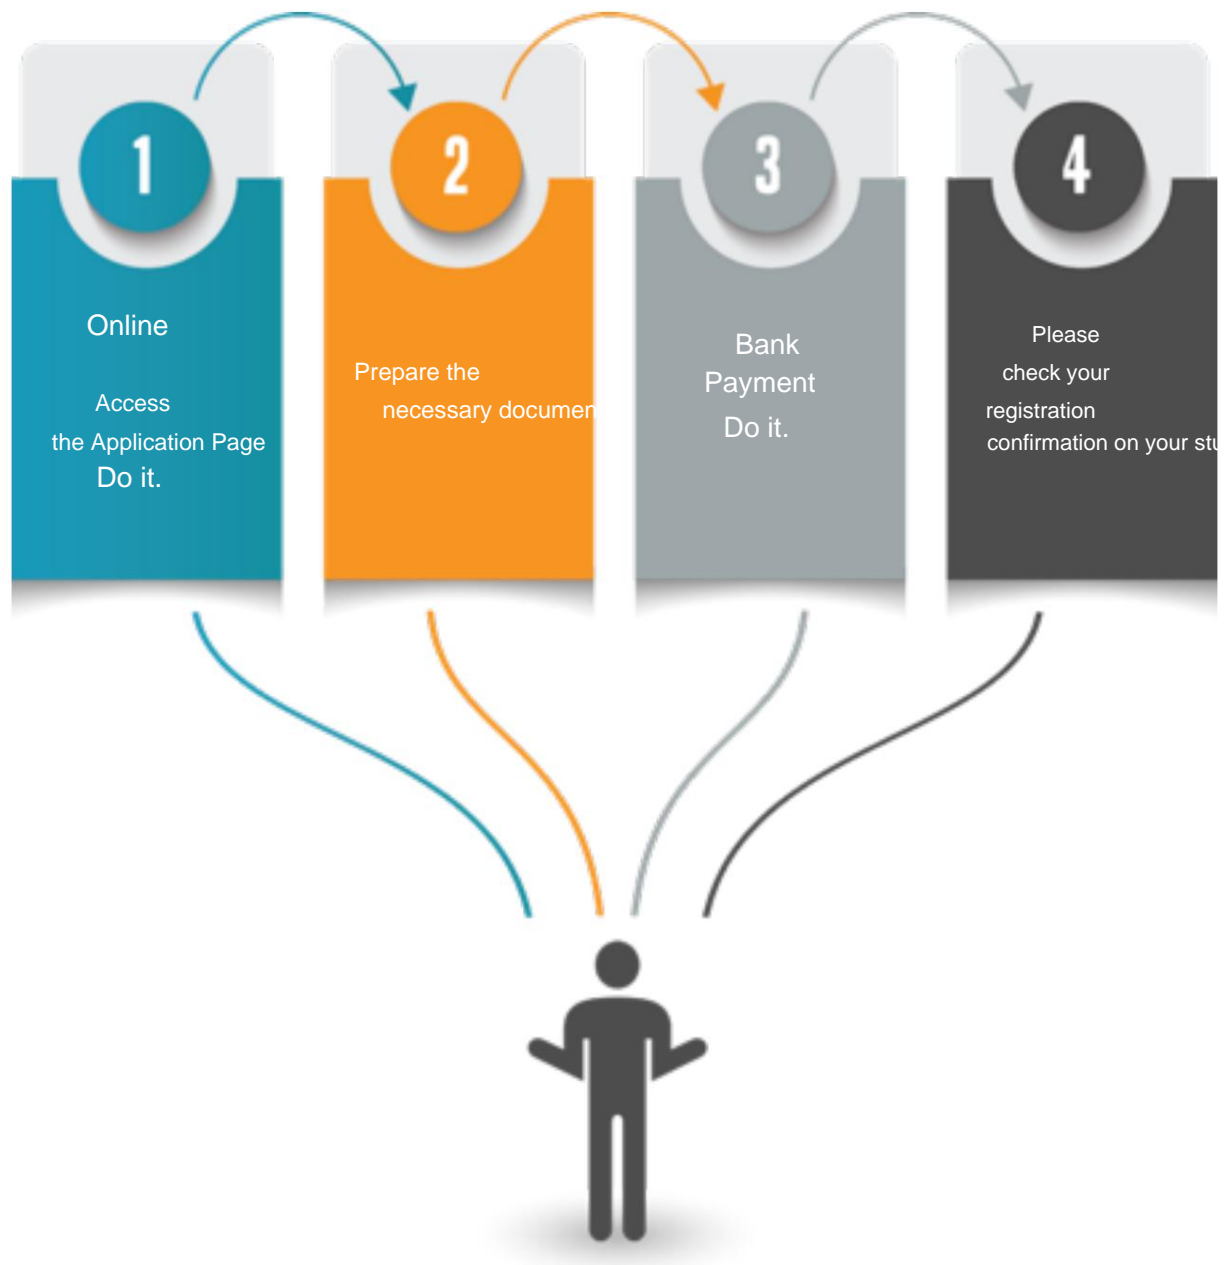 1
Online
Access
the Application Page
Do it.
2
Prepare the
necessary documen
3
Bank
Payment
Do it.
4
Please
check your
registration
confirmation on your stu